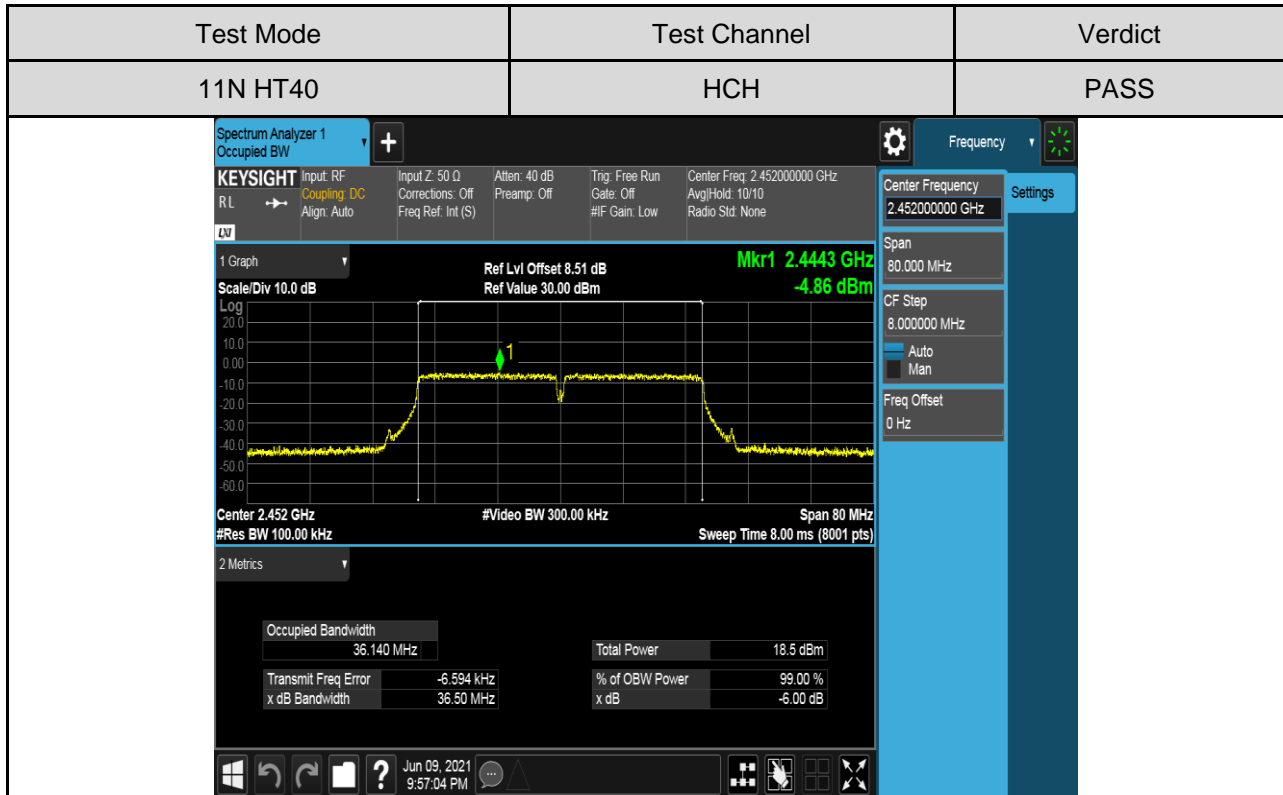 Test Mode Test Channel Verdict
11N HT40 HCH PASS
Spectrum Analyzer 1
Occupied BW
+
Frequency
KEYSIGHT
RL
LXI
Input: RF
Coupling: DC
Align: Auto
Input Z: 50 Ω
Corrections: Off
Freq Ref: Int (S)
Atten: 40 dB
Preamp: Off
Trig: Free Run
Gate: Off
#IF Gain: Low
Center Freq: 2.452000000 GHz
Avg|Hold: 10/10
Radio Std: None
Center Frequency
2.452000000 GHz
Settings
Span
80.000 MHz
CF Step
8.000000 MHz
Auto
Man
Freq Offset
0 Hz
1 Graph
Scale/Div 10.0 dB
Ref Lvl Offset 8.51 dB
Ref Value 30.00 dBm
Mkr1 2.4443 GHz
-4.86 dBm
Log
20.0
10.0
0.00
-10.0
-20.0
-30.0
-40.0
-50.0
-60.0
1
Center 2.452 GHz #Video BW 300.00 kHz Span 80 MHz
#Res BW 100.00 kHz Sweep Time 8.00 ms (8001 pts)
2 Metrics
Occupied Bandwidth
36.140 MHz
Total Power 18.5 dBm
Transmit Freq Error -6.594 kHz % of OBW Power 99.00 %
x dB Bandwidth 36.50 MHz x dB -6.00 dB
?
Jun 09, 2021
9:57:04 PM